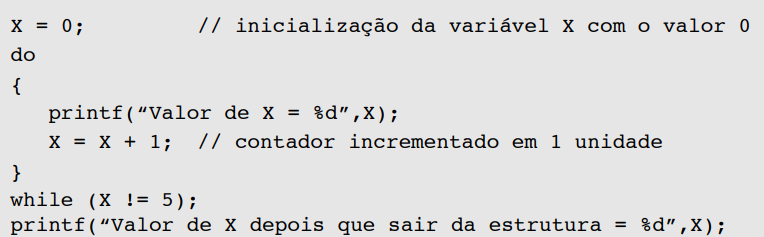 X = 0;        // inicialização da variável X com o valor 0
do
{
   printf(“Valor de X = %d”,X);
   X = X + 1;  // contador incrementado em 1 unidade
}
while (X != 5);
printf(“Valor de X depois que sair da estrutura = %d”,X);